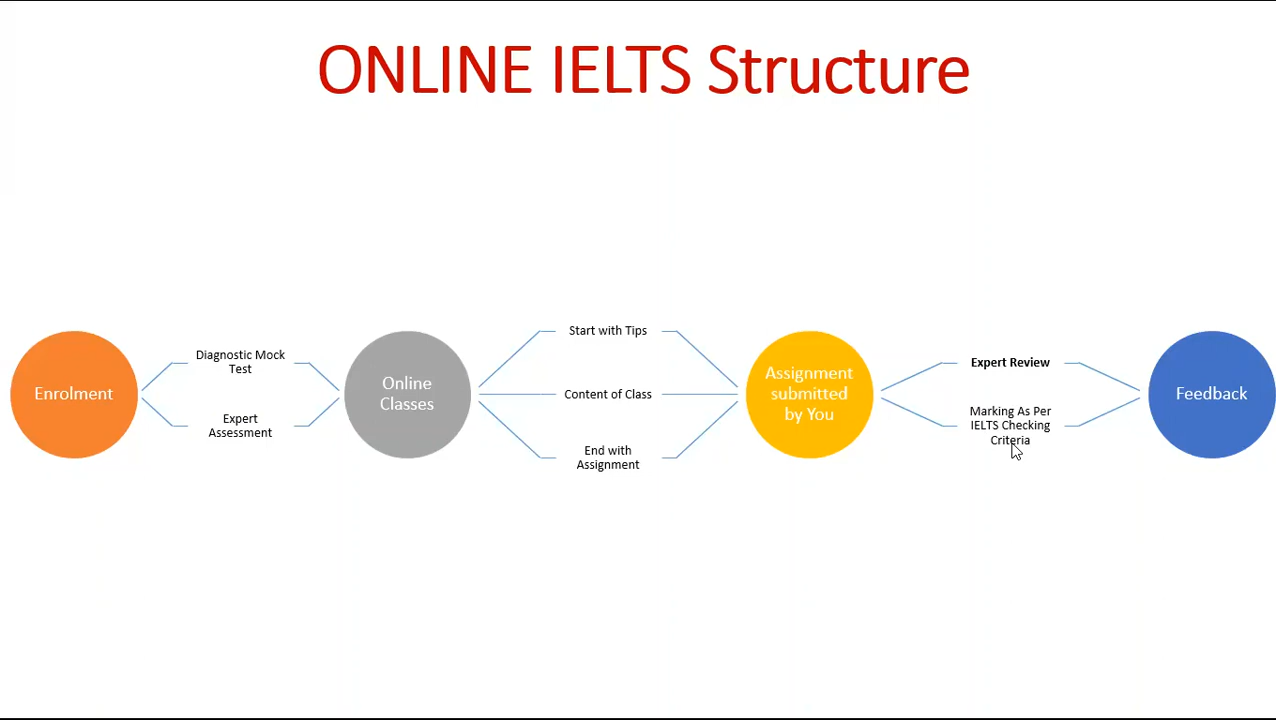 ONLINE IELTS Structure
Enrolment
Diagnostic Mock
Test
Expert
Assessment
Online
Classes
Start with Tips
Content of Class
End with
Assignment
Assignment
submitted
by You
Expert Review
Marking As Per
IELTS Checking
Criteria
Feedback